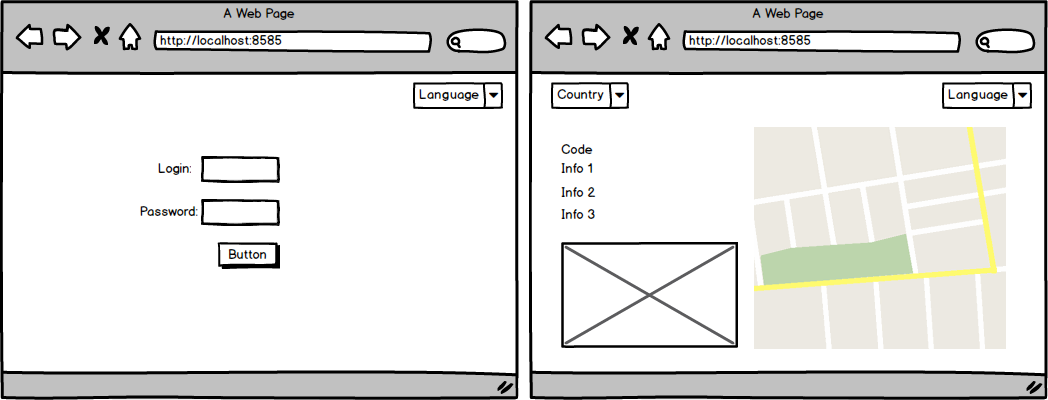 A Web Page
http://localhost:8585
Language
Login:
Password:
Button
A Web Page
http://localhost:8585
Country
Language
Code
Info 1
Info 2
Info 3